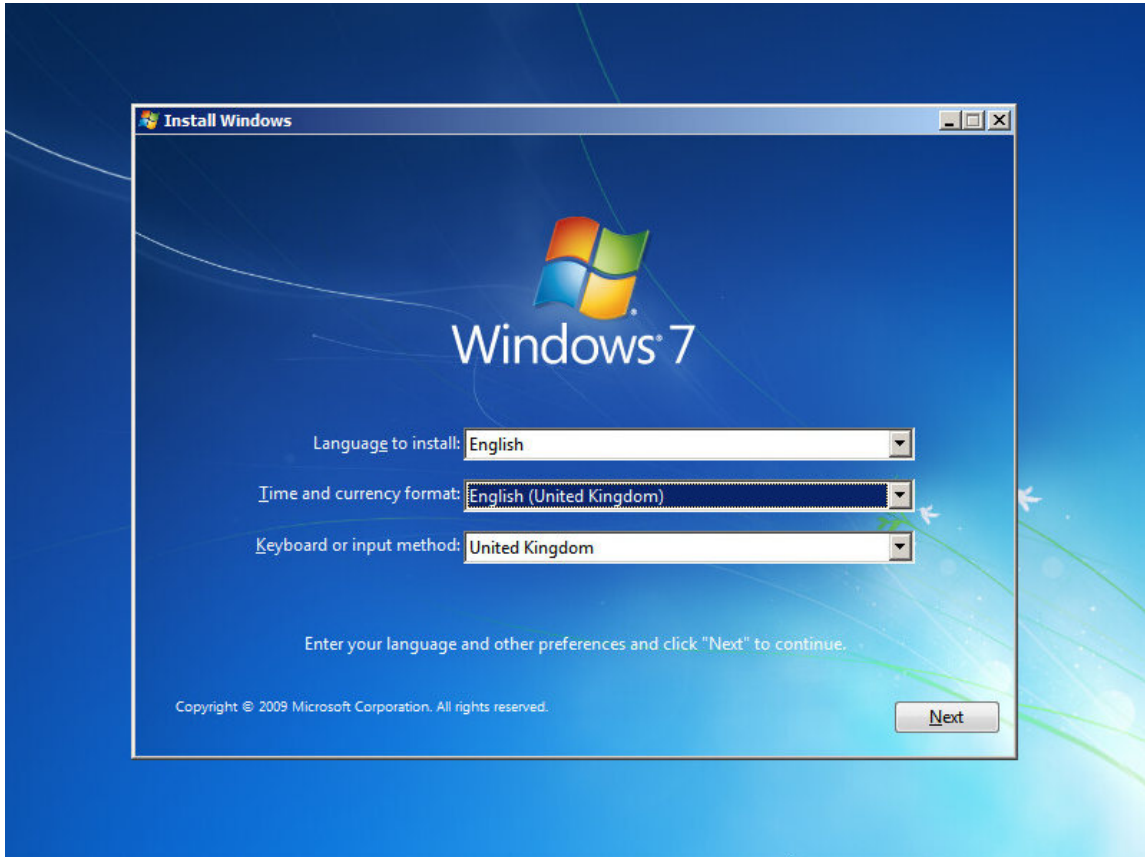 Install Windows
Windows® 7
Language to install: English
Time and currency format: English (United Kingdom)
Keyboard or input method: United Kingdom
Enter your language and other preferences and click "Next" to continue.
Copyright © 2009 Microsoft Corporation. All rights reserved.
Next